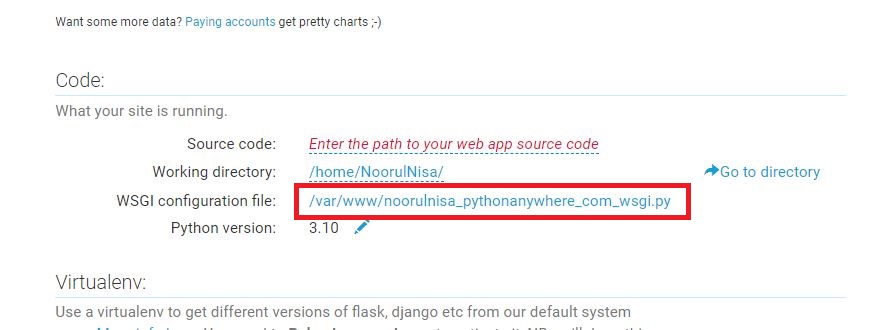 Want some more data? Paying accounts get pretty charts ;-)
Code:
What your site is running.
Source code: Enter the path to your web app source code
Working directory: /home/NoorulNisa/ Go to directory
WSGI configuration file: /var/www/noorulnisa_pythonanywhere_com_wsgi.py
Python version: 3.10
Virtualenv:
Use a virtualenv to get different versions of flask, django etc from our default system